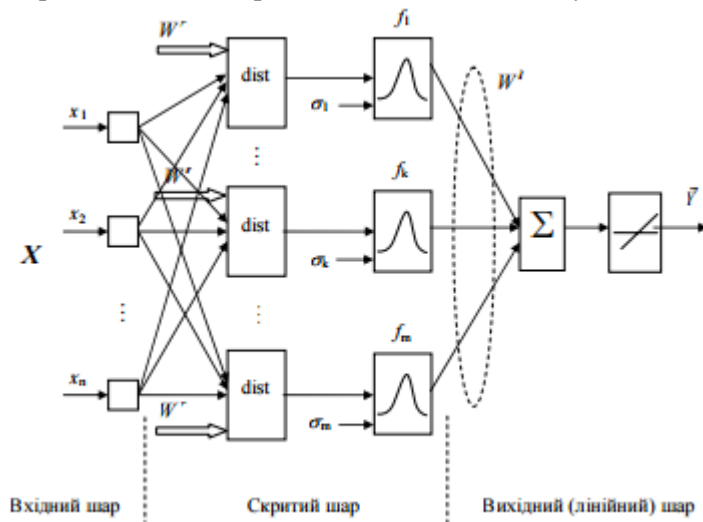 W^r
f_1
dist
W^l
σ_1
x_1
⋮
W^r
f_k
x_2
dist
Σ
Ȳ
X
σ_k
⋮
⋮
f_m
x_n
dist
W^r
σ_m
Вхідний шар
Скритий шар
Вихідний (лінійний) шар